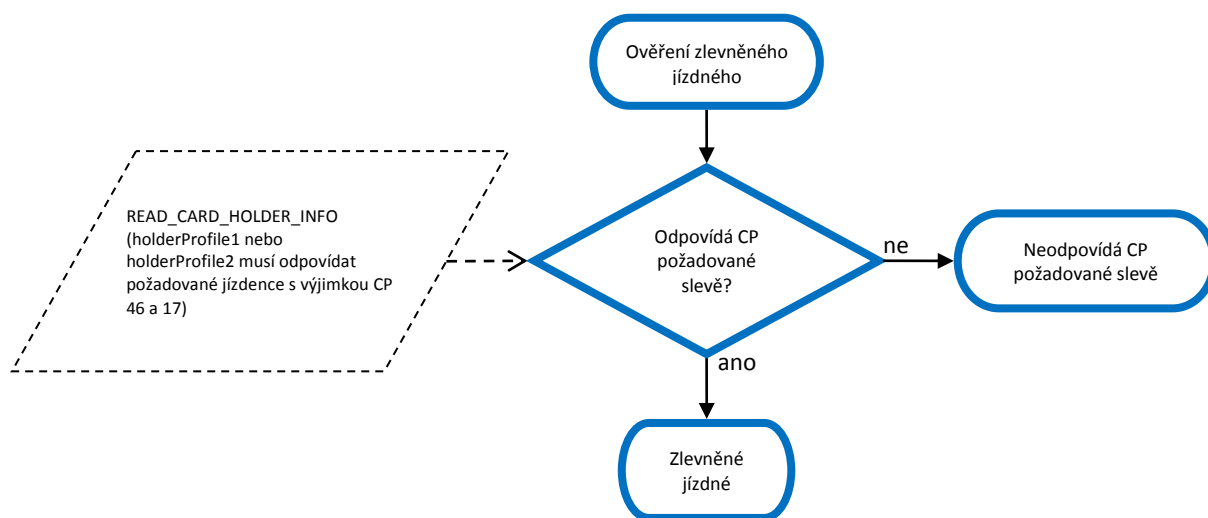 Ověření zlevněného
jízdného
READ_CARD_HOLDER_INFO
(holderProfile1 nebo
holderProfile2 musí odpovídat
požadované jízdence s výjimkou CP
46 a 17)
Odpovídá CP
požadované
slevě?
ne
Neodpovídá CP
požadované slevě
ano
Zlevněné
jízdné